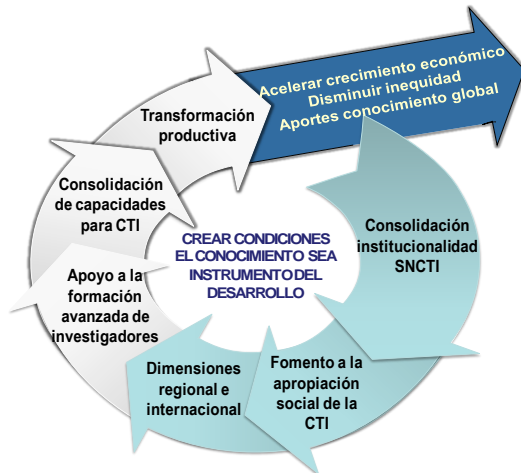 Acelerar crecimiento económico
Disminuir inequidad
Aportes conocimiento global
Transformación
productiva
Consolidación
de capacidades
para CTI
CREAR CONDICIONES
EL CONOCIMIENTO SEA
INSTRUMENTO DEL
DESARROLLO
Consolidación
institucionalidad
SNCTI
Apoyo a la
formación
avanzada de
investigadores
Dimensiones
regional e
internacional
Fomento a la
apropiación
social de la
CTI